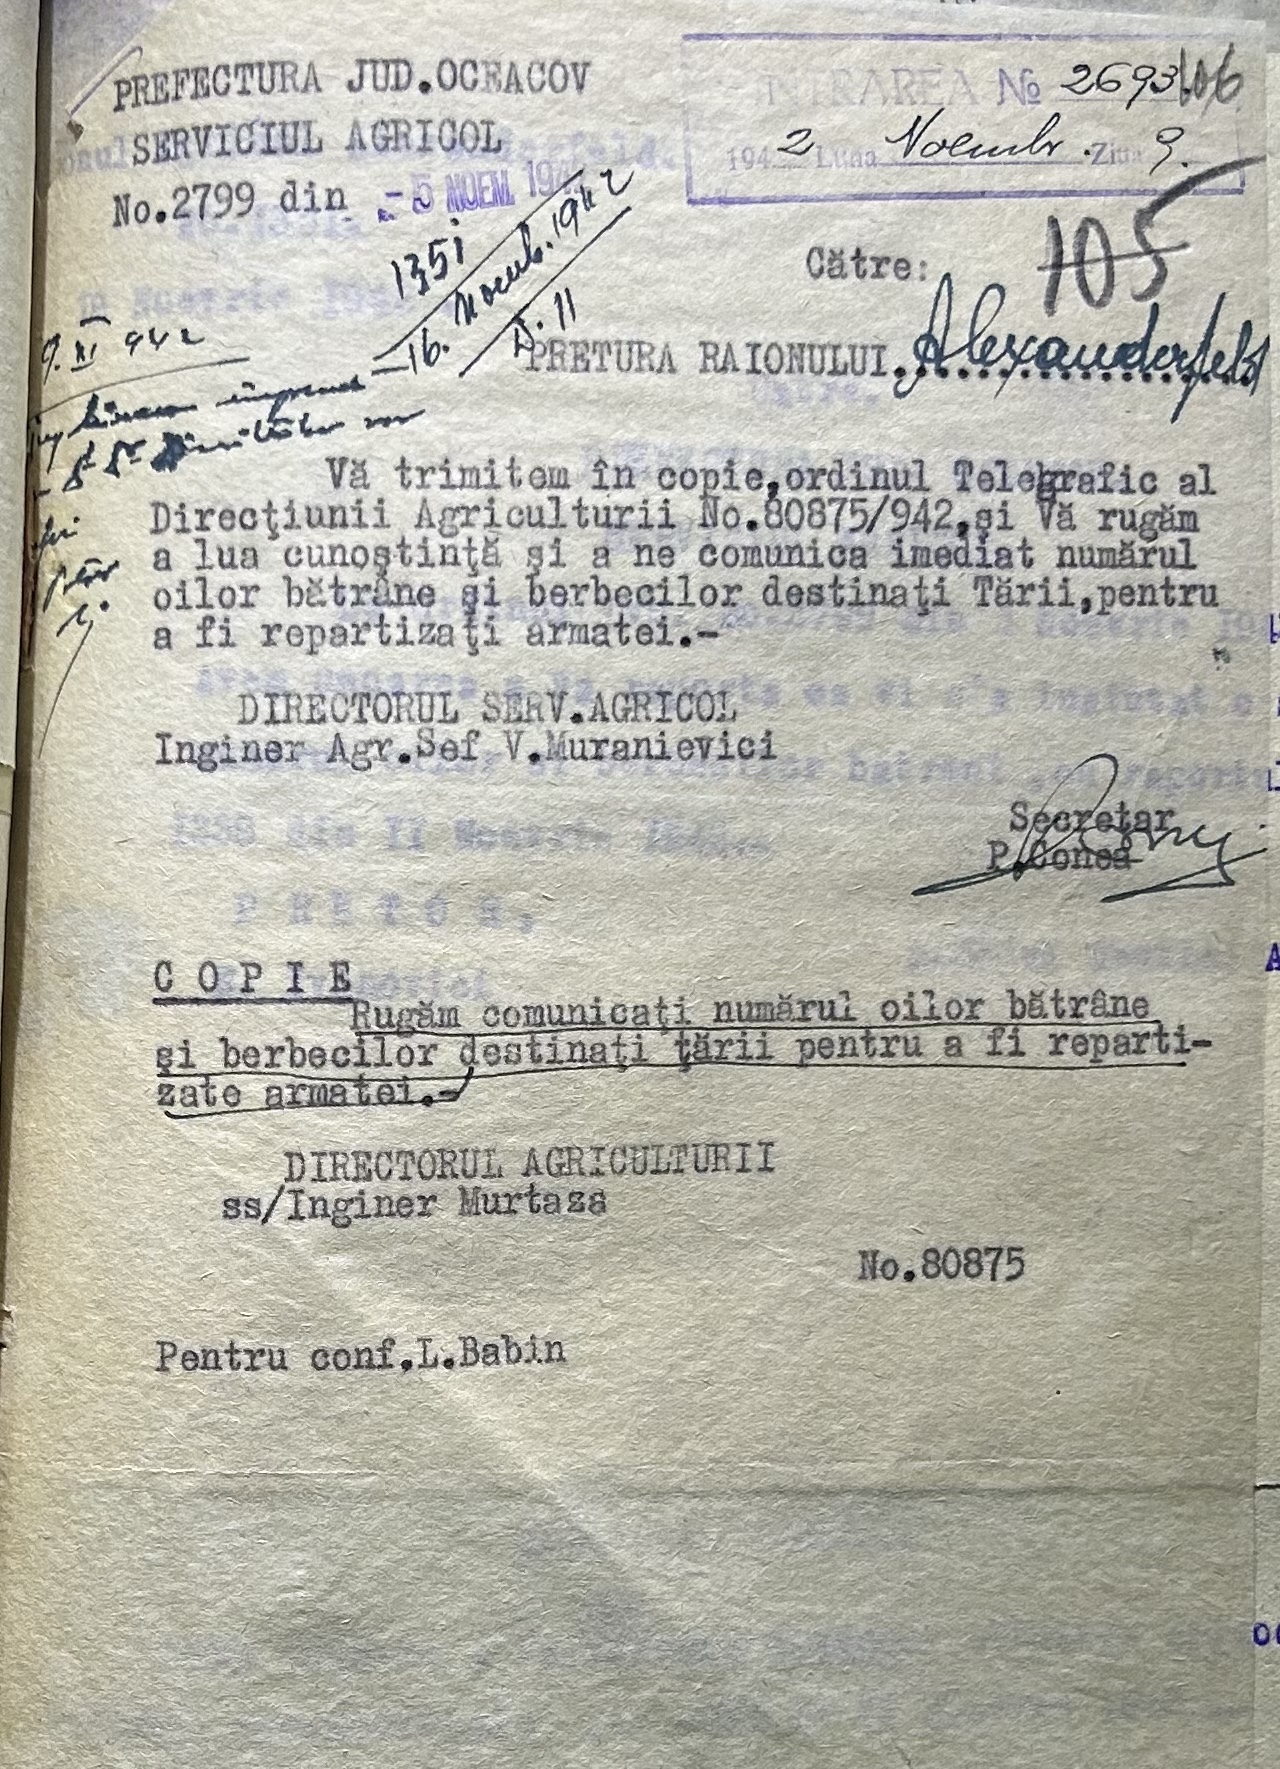 PREFECTURA JUD.OCEACOV
SERVICIUL AGRICOL
No.2799 din -5 NOEM. 194
INTRAREA № 2693
106
1942 Luna Noembr. Ziua 9.
105
1351
16. Noemb. 1942
D. 11
9.XI 942
Către:
PRETURA RAIONULUI.Alexanderfeld
Vă trimitem în copie,ordinul Telegrafic al
Direcţiunii Agriculturii No.80875/942,şi Vă rugăm
a lua cunoştinţă şi a ne comunica imediat numărul
oilor bătrâne şi berbecilor destinaţi Tării,pentru
a fi repartizaţi armatei.-
DIRECTORUL SERV.AGRICOL
Inginer Agr.Sef V.Muranievici
Secretar
P.Conea
C O P I E
Rugăm comunicaţi numărul oilor bătrâne
şi berbecilor destinaţi ţării pentru a fi reparti-
zate armatei.-
DIRECTORUL AGRICULTURII
ss/Inginer Murtaza
No.80875
Pentru conf.L.Babin